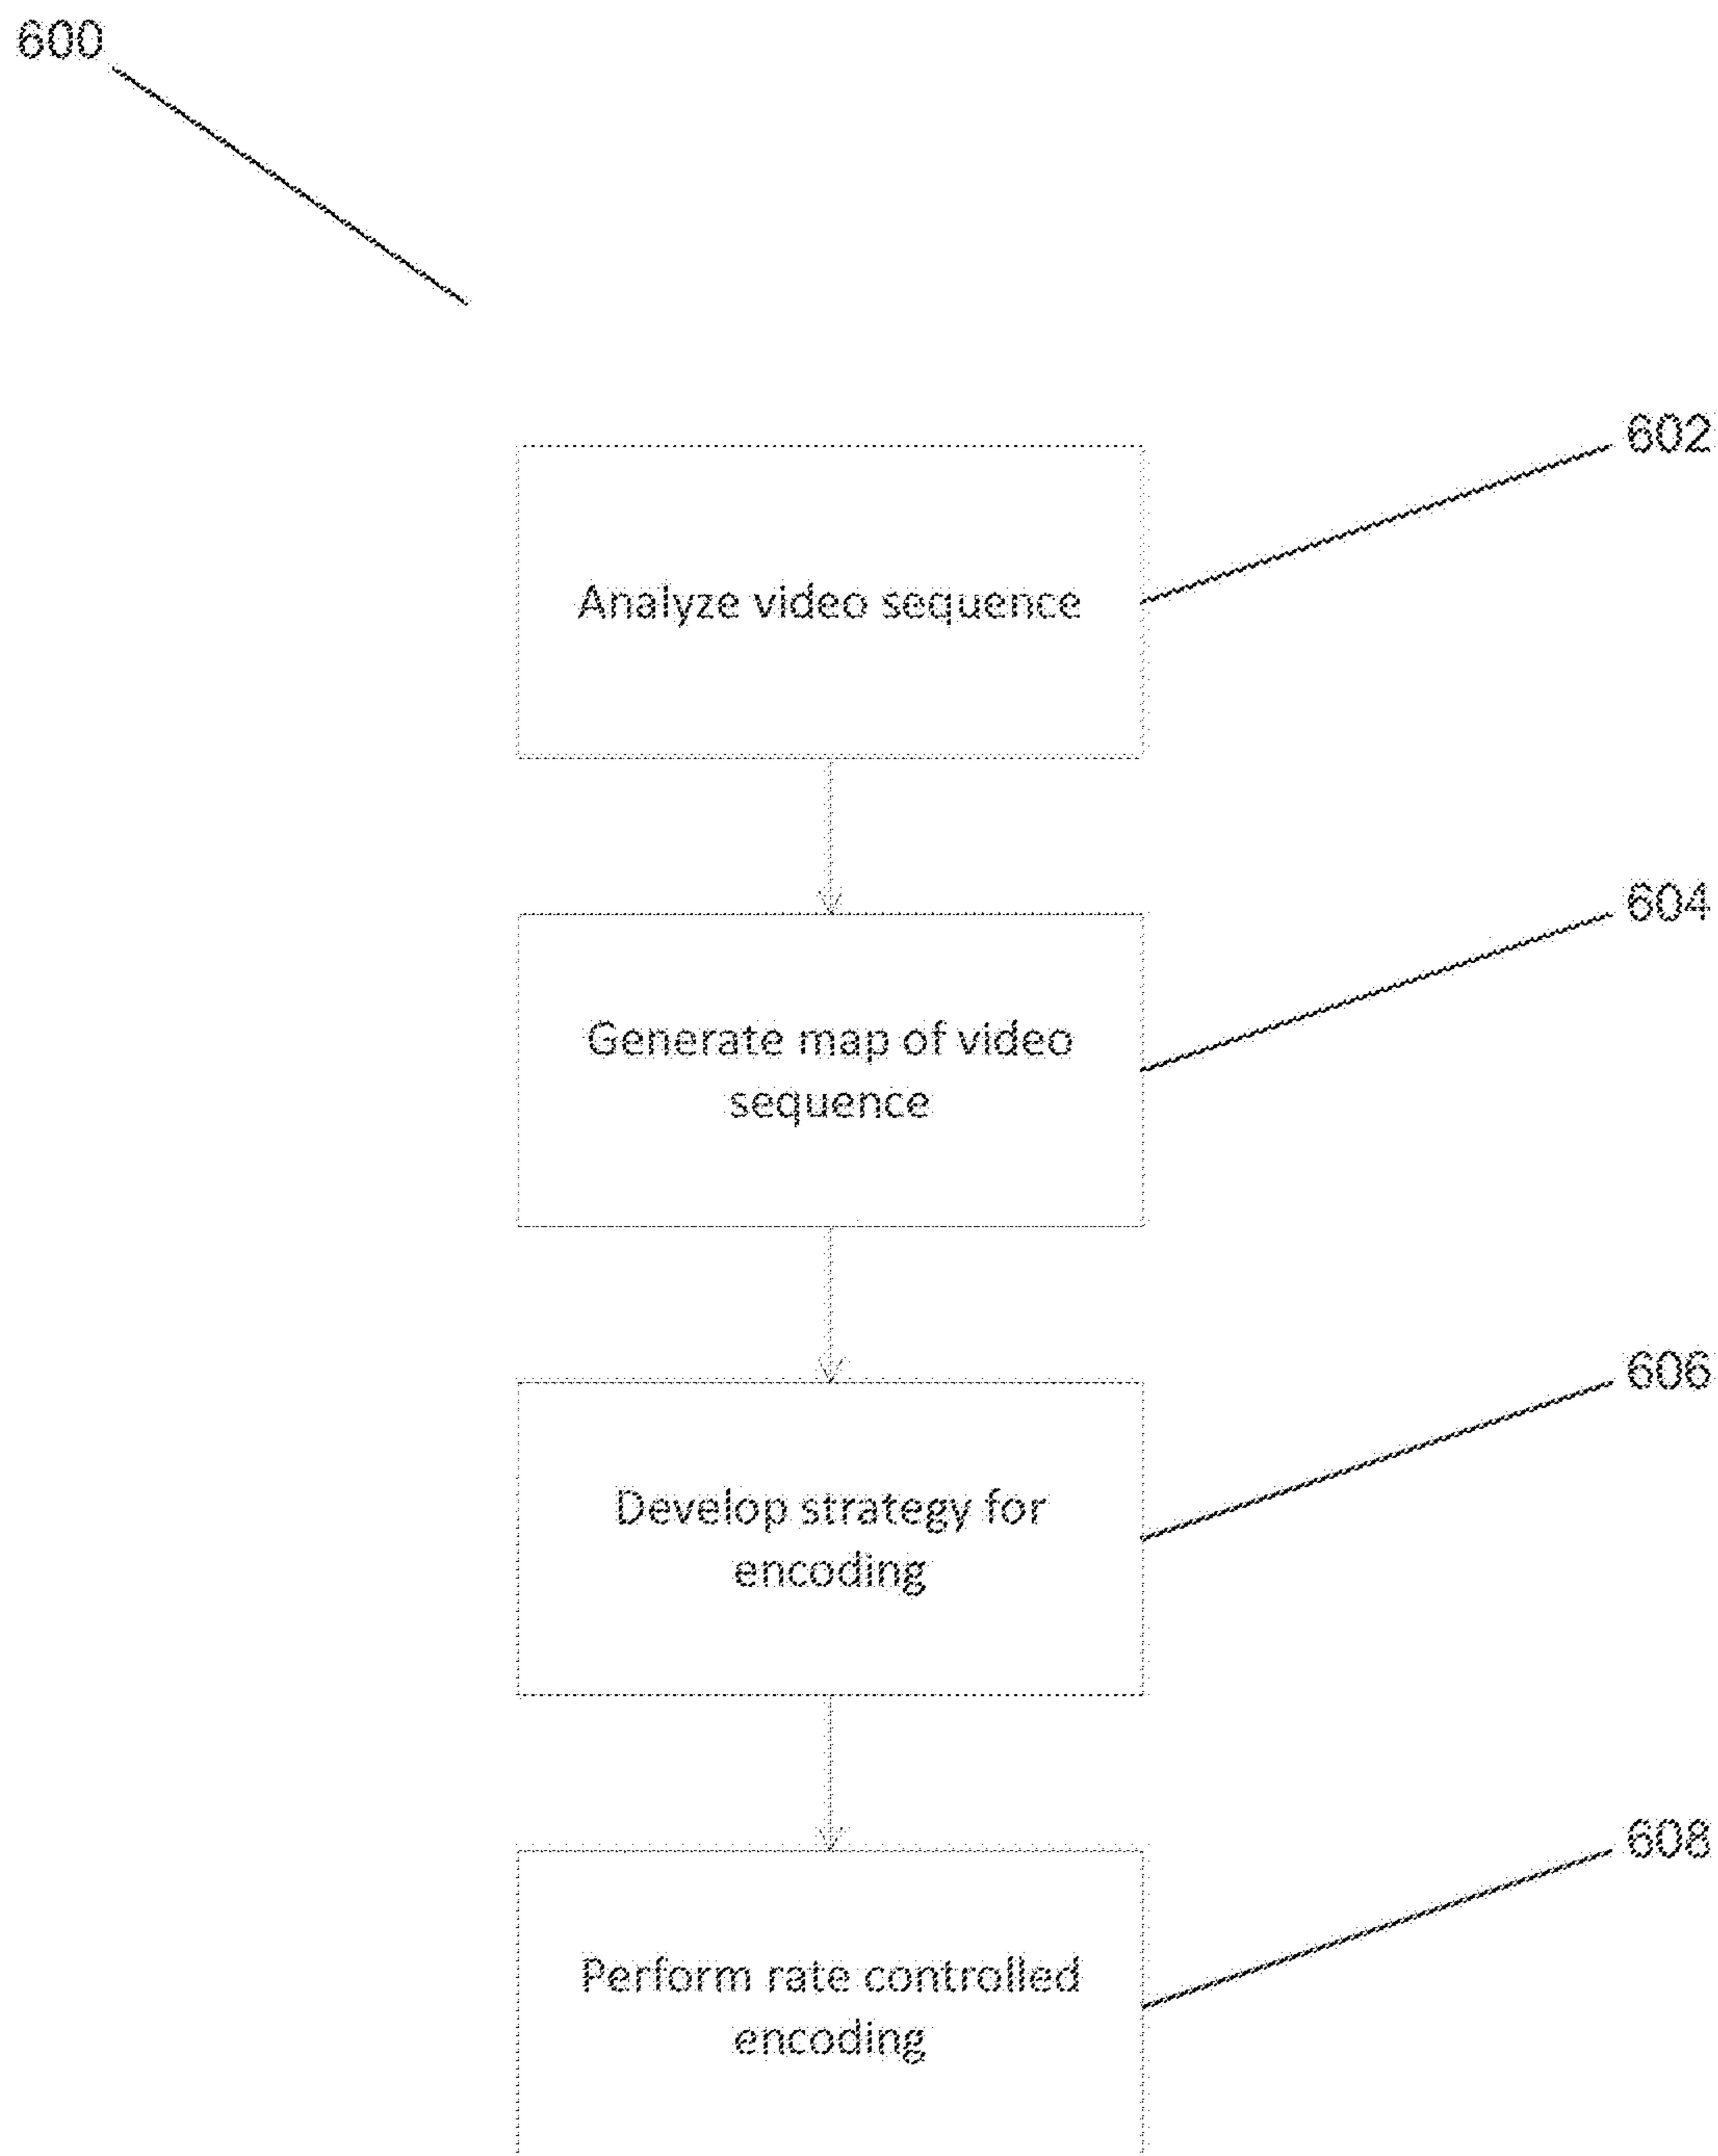 600
602
Analyze video sequence
604
Generate map of video
sequence
606
Develop strategy for
encoding
608
Perform rate controlled
encoding